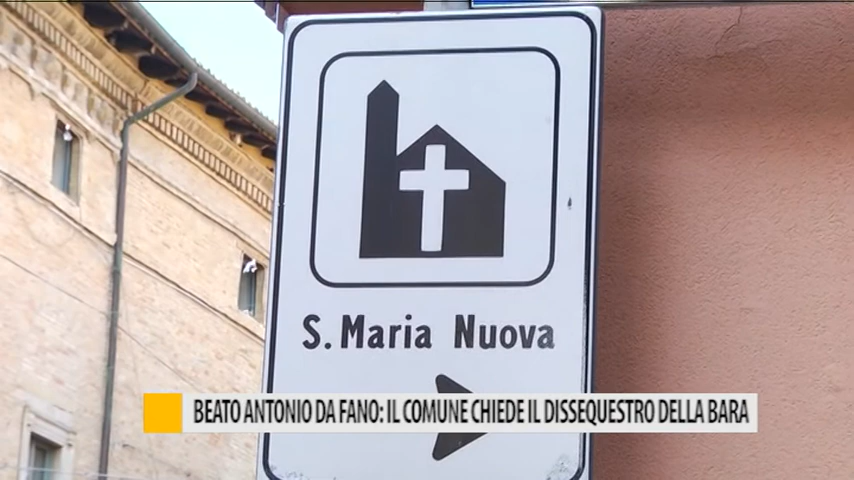 S. Maria Nuova
BEATO ANTONIO DA FANO: IL COMUNE CHIEDE IL DISSEQUESTRO DELLA BARA